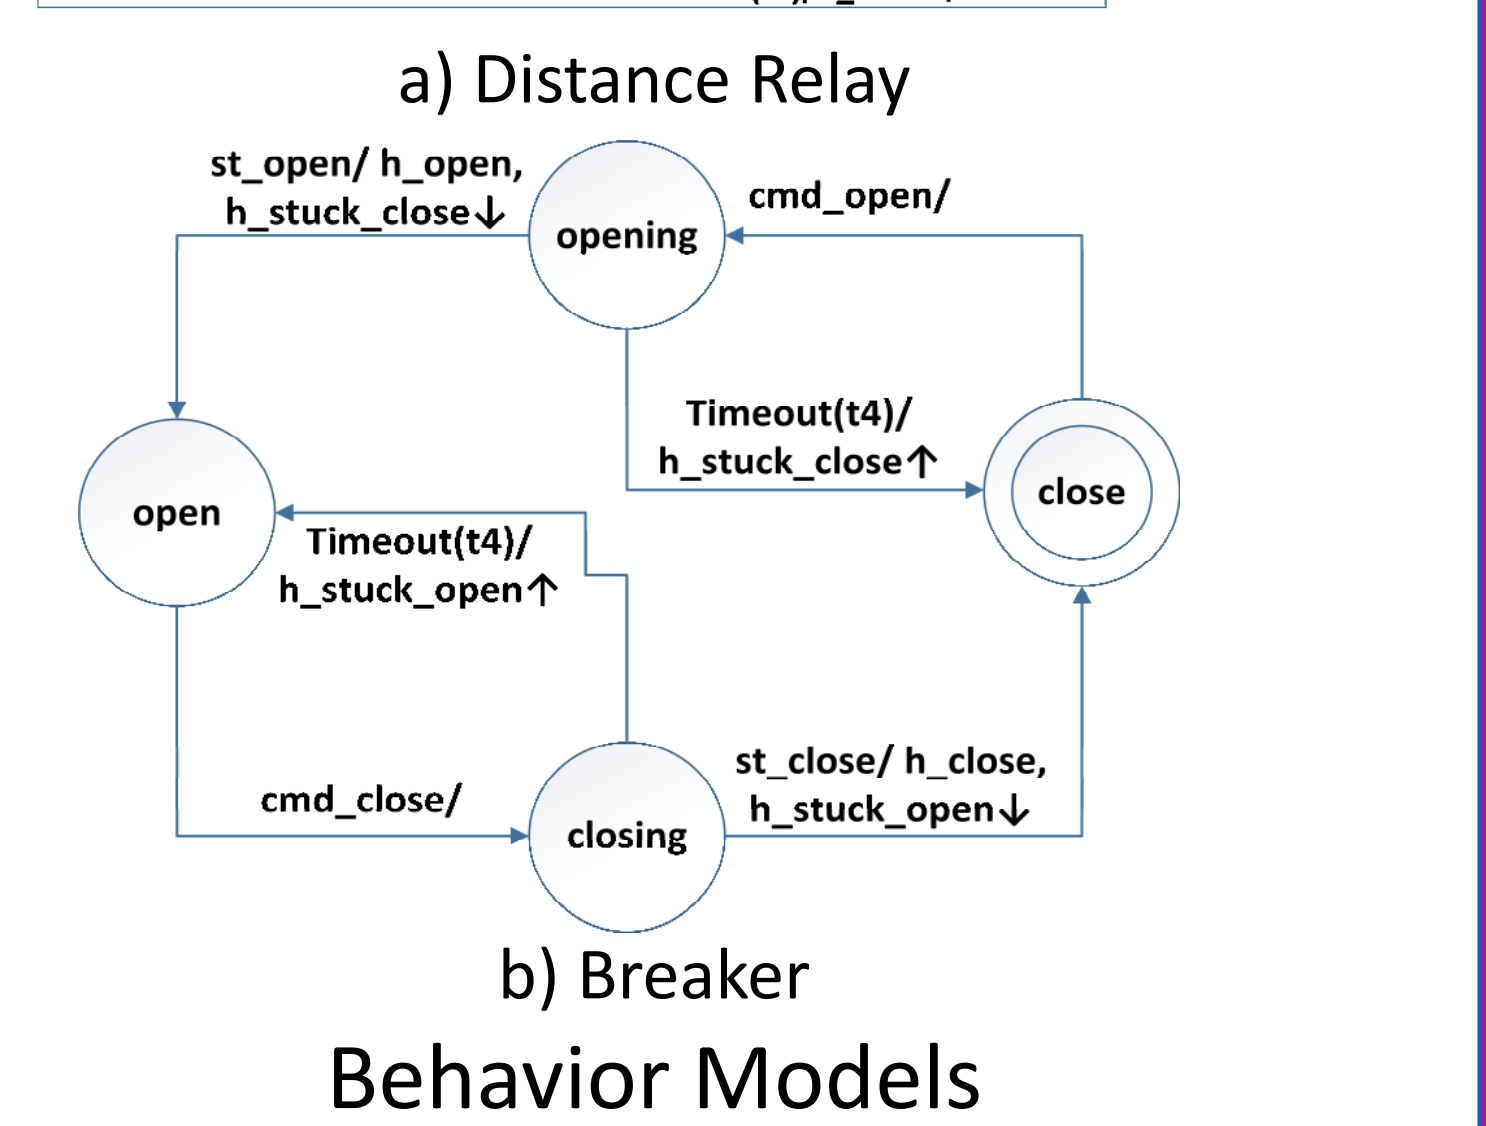 a) Distance Relay
st_open/ h_open,
h_stuck_close↓
opening
cmd_open/
Timeout(t4)/
h_stuck_close↑
close
open
Timeout(t4)/
h_stuck_open↑
cmd_close/
closing
st_close/ h_close,
h_stuck_open↓
b) Breaker
Behavior Models